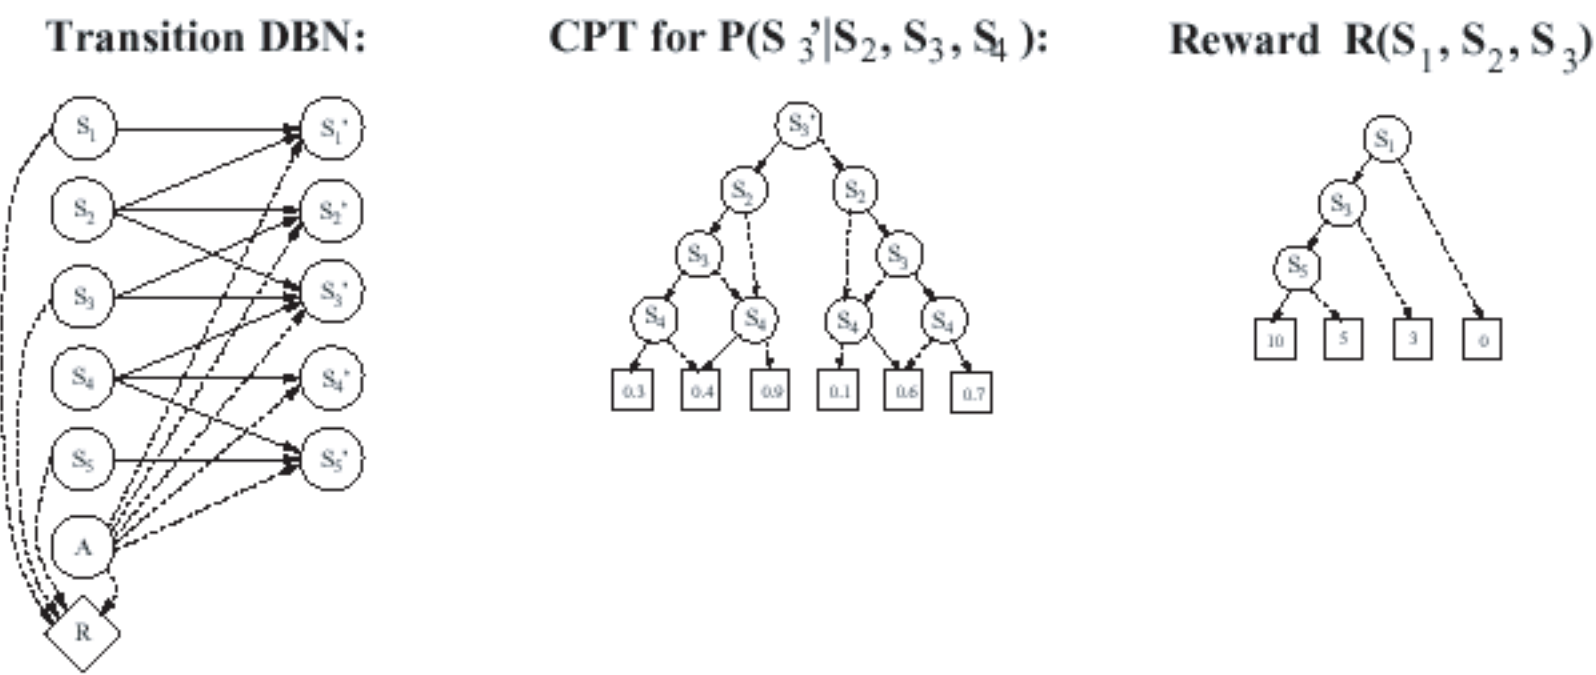 Transition DBN:
CPT for P(S3'|S2, S3, S4 ):
Reward R(S1, S2, S3)
S1
S1'
S2
S2'
S3
S3'
S4
S4'
S5
S5'
A
R
S3'
S2
S2
S3
S3
S4
S4
S4
S4
0.3
0.4
0.9
0.1
0.6
0.7
S1
S3
S5
10
5
3
0